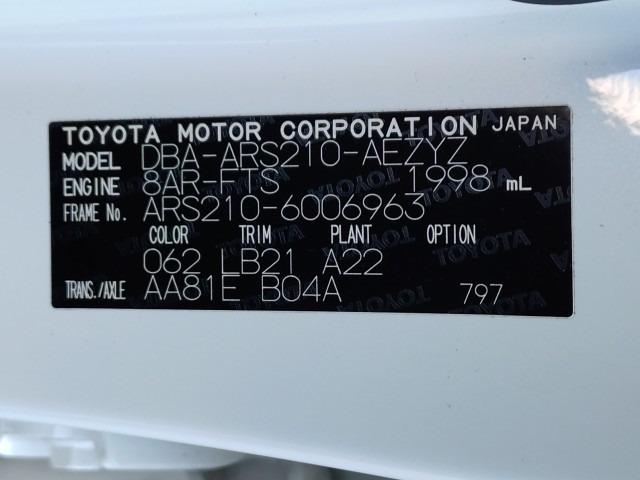 TOYOTA MOTOR CORPORATION JAPAN
MODEL DBA-ARS210-AEZYZ
ENGINE 8AR-FTS 1998 mL
FRAME No. ARS210-6006963
COLOR TRIM PLANT OPTION
062 LB21 A22
TRANS./AXLE AA81E B04A 797